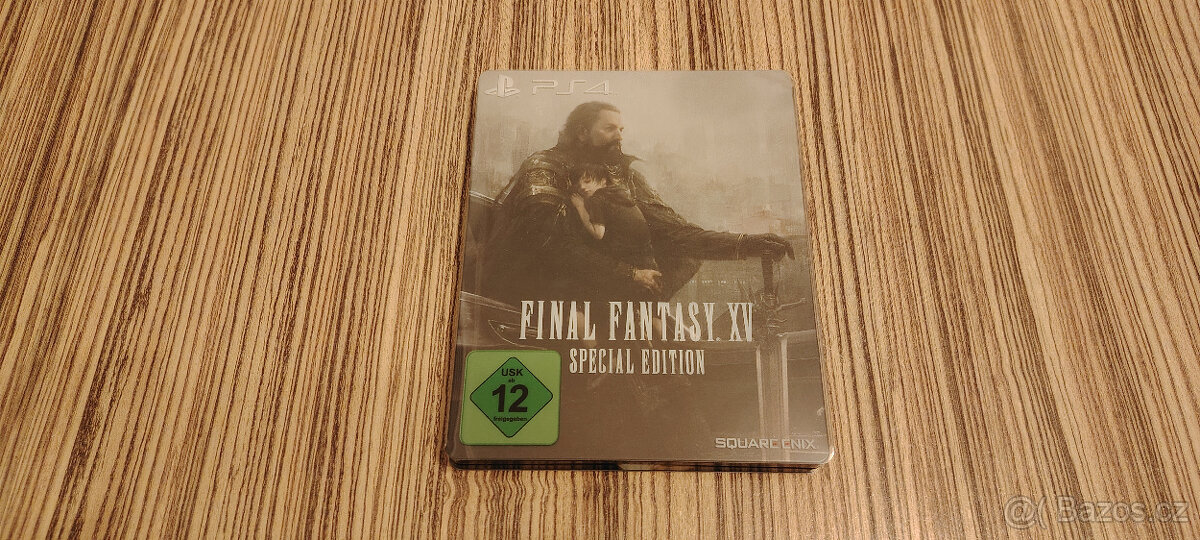 PS4
FINAL FANTASY XV
SPECIAL EDITION
USK
ab
12
freigegeben
SQUARE ENIX
@( Bazos.cz